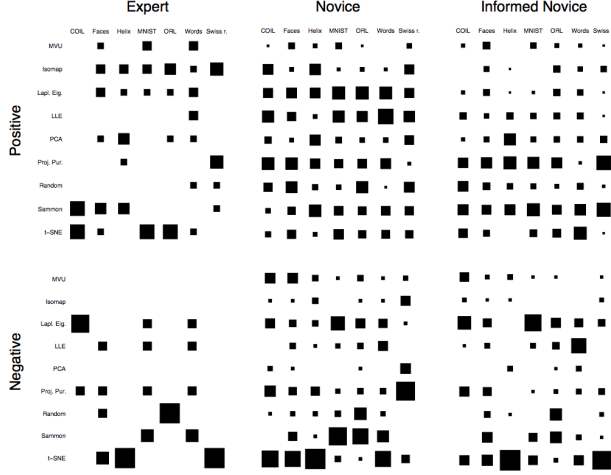 Expert Novice Informed Novice
COIL Faces Helix MNIST ORL Words Swiss r. COIL Faces Helix MNIST ORL Words Swiss r. COIL Faces Helix MNIST ORL Words Swiss
Positive
MVU
Isomap
Lapl. Eig.
LLE
PCA
Proj. Pur.
Random
Sammon
t-SNE
Negative
MVU
Isomap
Lapl. Eig.
LLE
PCA
Proj. Pur.
Random
Sammon
t-SNE